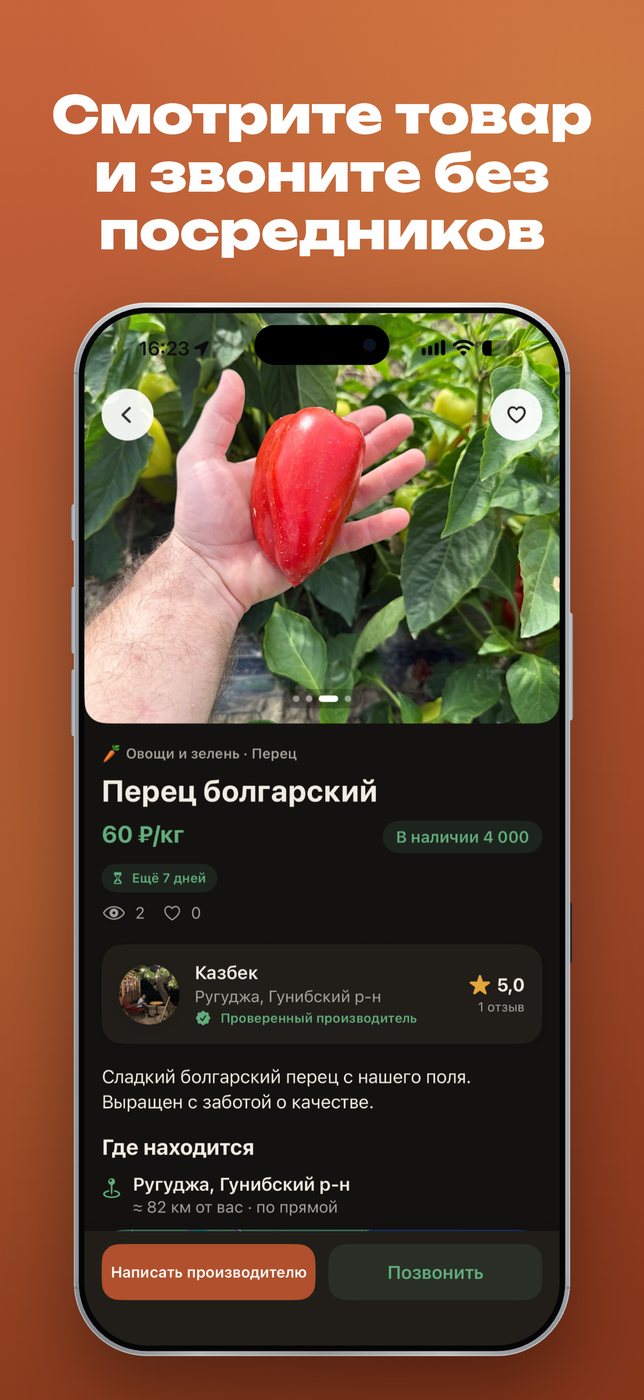 Смотрите товар
и звоните без
посредников
16:23
Овощи и зелень · Перец
Перец болгарский
60 ₽/кг
В наличии 4 000
Ещё 7 дней
2 0
Казбек
Ругуджа, Гунибский р-н
Проверенный производитель
5,0
1 отзыв
Сладкий болгарский перец с нашего поля.
Выращен с заботой о качестве.
Где находится
Ругуджа, Гунибский р-н
≈ 82 км от вас · по прямой
Написать производителю
Позвонить